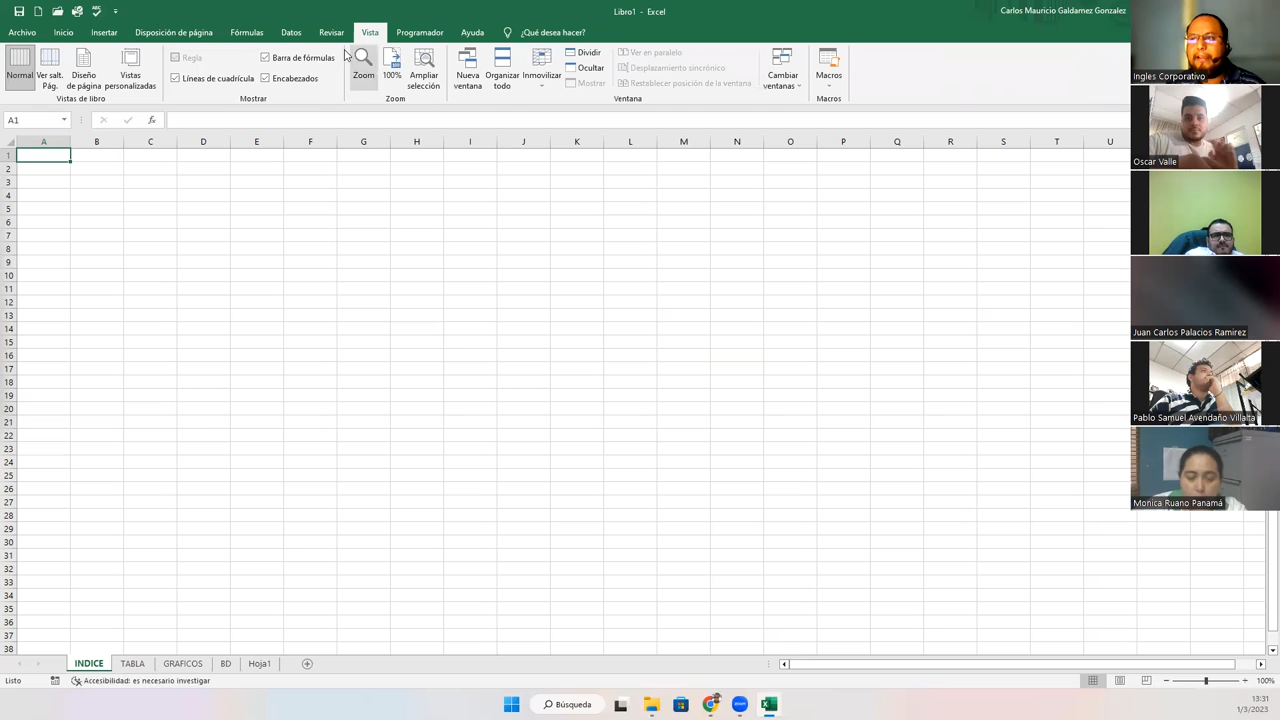 Libro1 - Excel
Carlos Mauricio Galdamez Gonzalez
Archivo Inicio Insertar Disposición de página Fórmulas Datos Revisar Vista Programador Ayuda ¿Qué desea hacer?
Normal
Ver salt. Pág.
Diseño de página
Vistas personalizadas
Vistas de libro
Regla
Barra de fórmulas
Líneas de cuadrícula
Encabezados
Mostrar
Zoom
100%
Ampliar selección
Zoom
Nueva ventana
Organizar todo
Inmovilizar
Dividir
Ocultar
Mostrar
Ver en paralelo
Desplazamiento sincrónico
Restablecer posición de la ventana
Ventana
Cambiar ventanas
Macros
Macros
A1
fx
A B C D E F G H I J K L M N O P Q R S T U
1
2
3
4
5
6
7
8
9
10
11
12
13
14
15
16
17
18
19
20
21
22
23
24
25
26
27
28
29
30
31
32
33
34
35
36
37
38
Ingles Corporativo
Oscar Valle
Juan Carlos Palacios Ramirez
Pablo Samuel Avendaño Villalta
Monica Ruano Panamá
INDICE TABLA GRAFICOS BD Hoja1
Listo
Accesibilidad: es necesario investigar
100%
Búsqueda
13:31
1/3/2023